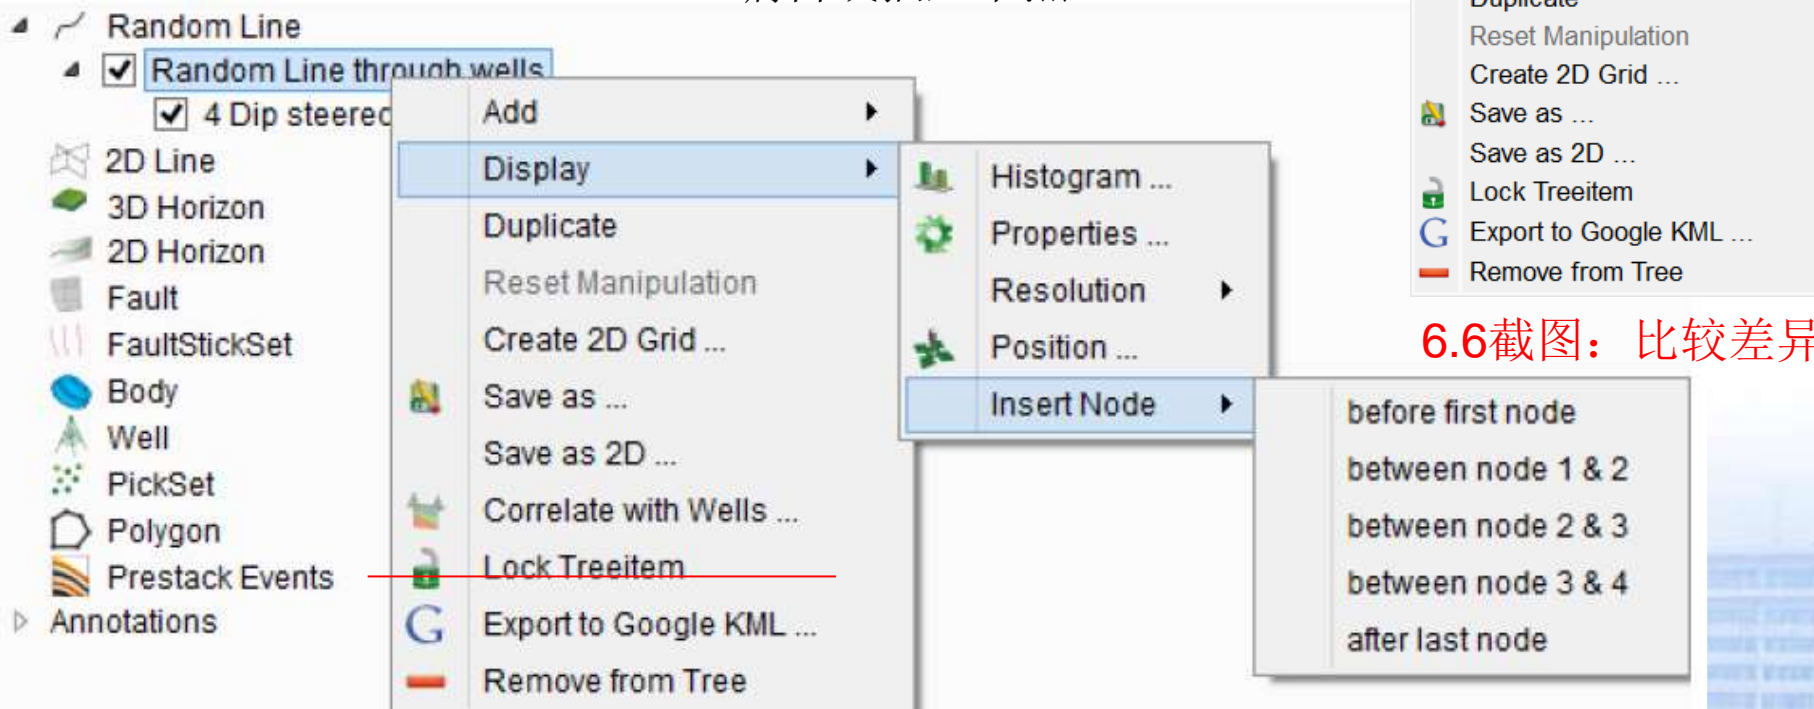 Random Line
Random Line through wells
4 Dip steered
2D Line
3D Horizon
2D Horizon
Fault
FaultStickSet
Body
Well
PickSet
Polygon
Prestack Events
Annotations
Add
Display
Duplicate
Reset Manipulation
Create 2D Grid ...
Save as ...
Save as 2D ...
Correlate with Wells ...
Lock Treeitem
Export to Google KML ...
Remove from Tree
Histogram ...
Properties ...
Resolution
Position ...
Insert Node
before first node
between node 1 & 2
between node 2 & 3
between node 3 & 4
after last node
Duplicate
Reset Manipulation
Create 2D Grid ...
Save as ...
Save as 2D ...
Lock Treeitem
Export to Google KML ...
Remove from Tree
6.6截图：比较差异